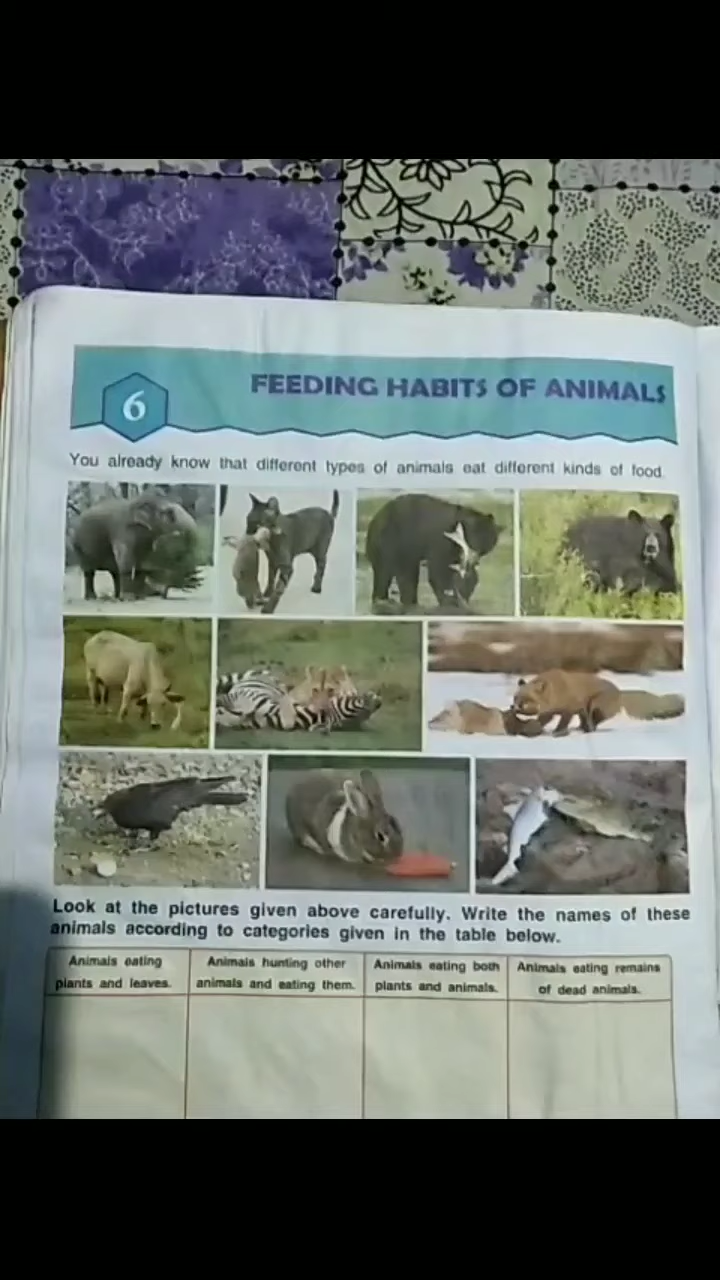 6
FEEDING HABITS OF ANIMALS
You already know that different types of animals eat different kinds of food.
Look at the pictures given above carefully. Write the names of these
animals according to categories given in the table below.
Animals eating
plants and leaves.
Animals hunting other
animals and eating them.
Animals eating both
plants and animals.
Animals eating remains
of dead animals.